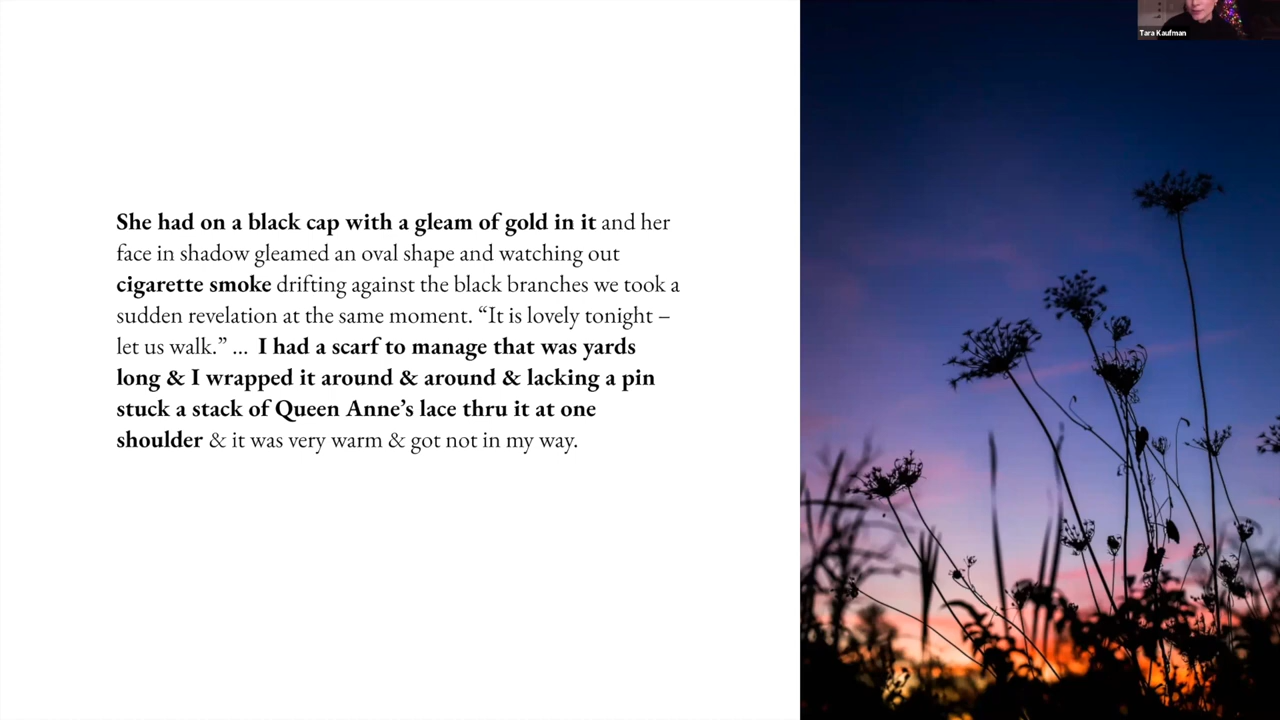 She had on a black cap with a gleam of gold in it and her
face in shadow gleamed an oval shape and watching out
cigarette smoke drifting against the black branches we took a
sudden revelation at the same moment. “It is lovely tonight –
let us walk.” ... I had a scarf to manage that was yards
long & I wrapped it around & around & lacking a pin
stuck a stack of Queen Anne’s lace thru it at one
shoulder & it was very warm & got not in my way.
Tara Kaufman